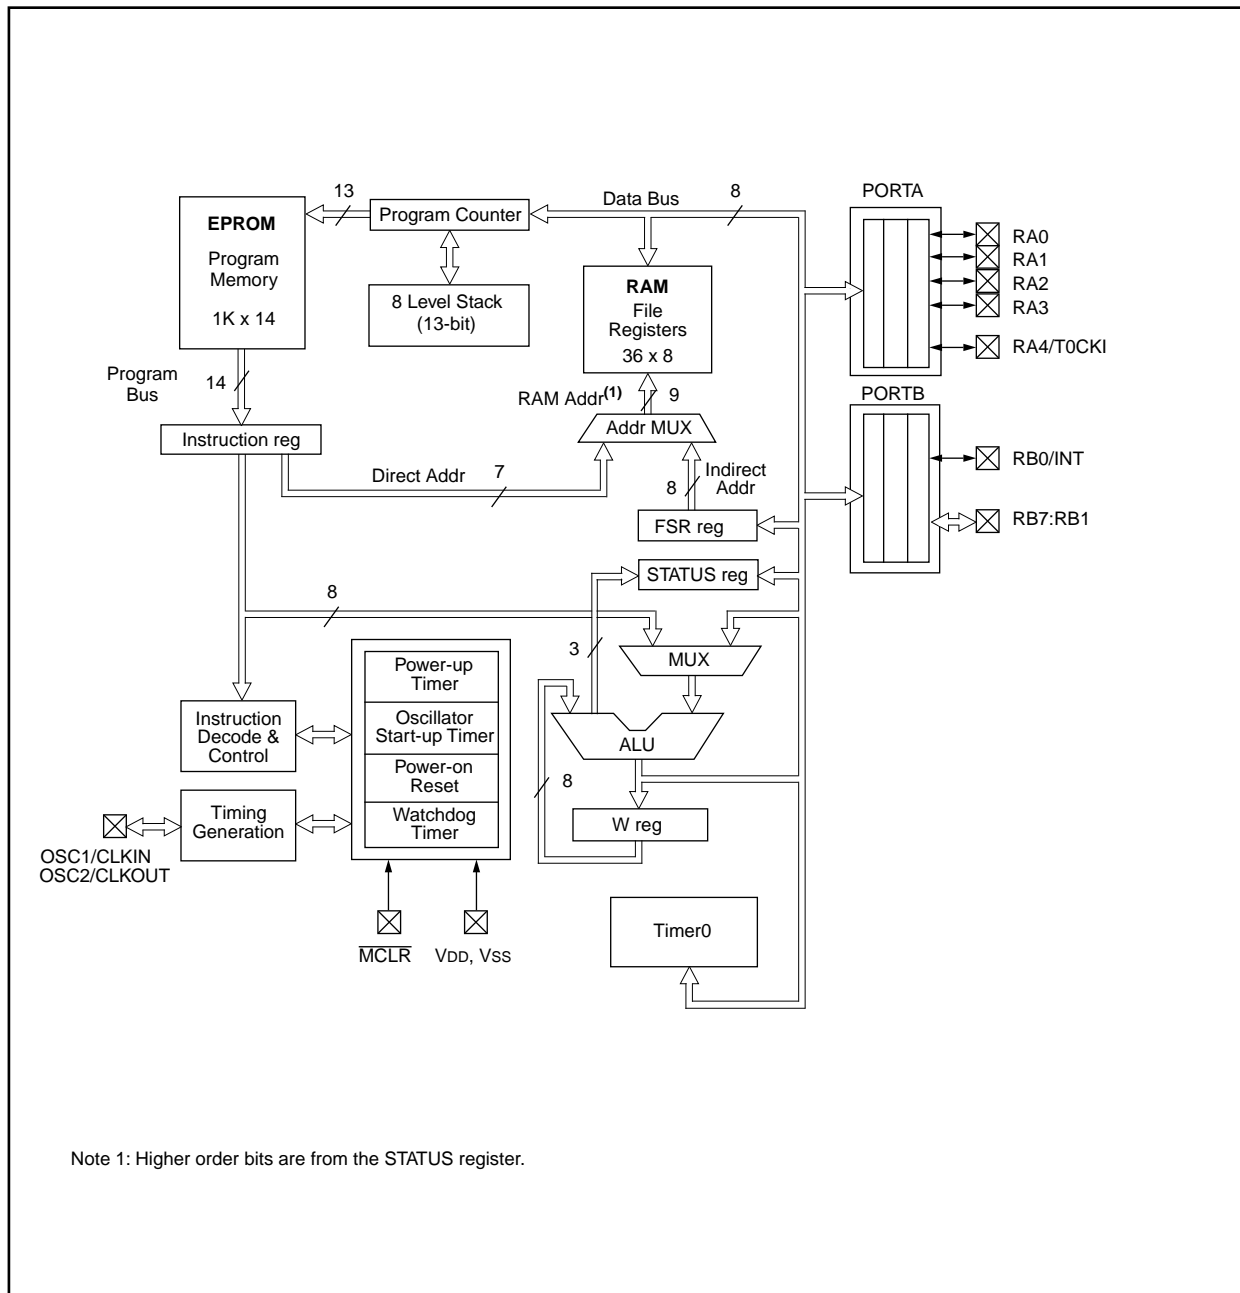 EPROM
Program
Memory
1K x 14
13
Program Counter
8 Level Stack
(13-bit)
Data Bus
8
RAM
File
Registers
36 x 8
PORTA
RA0
RA1
RA2
RA3
RA4/T0CKI
PORTB
RB0/INT
RB7:RB1
Program
Bus
14
Instruction reg
RAM Addr(1)
9
Addr MUX
Direct Addr
7
8
Indirect
Addr
FSR reg
STATUS reg
8
3
MUX
Power-up
Timer
Oscillator
Start-up Timer
Power-on
Reset
Watchdog
Timer
Instruction
Decode &
Control
Timing
Generation
OSC1/CLKIN
OSC2/CLKOUT
MCLR
VDD, VSS
ALU
8
W reg
Timer0
Note 1: Higher order bits are from the STATUS register.